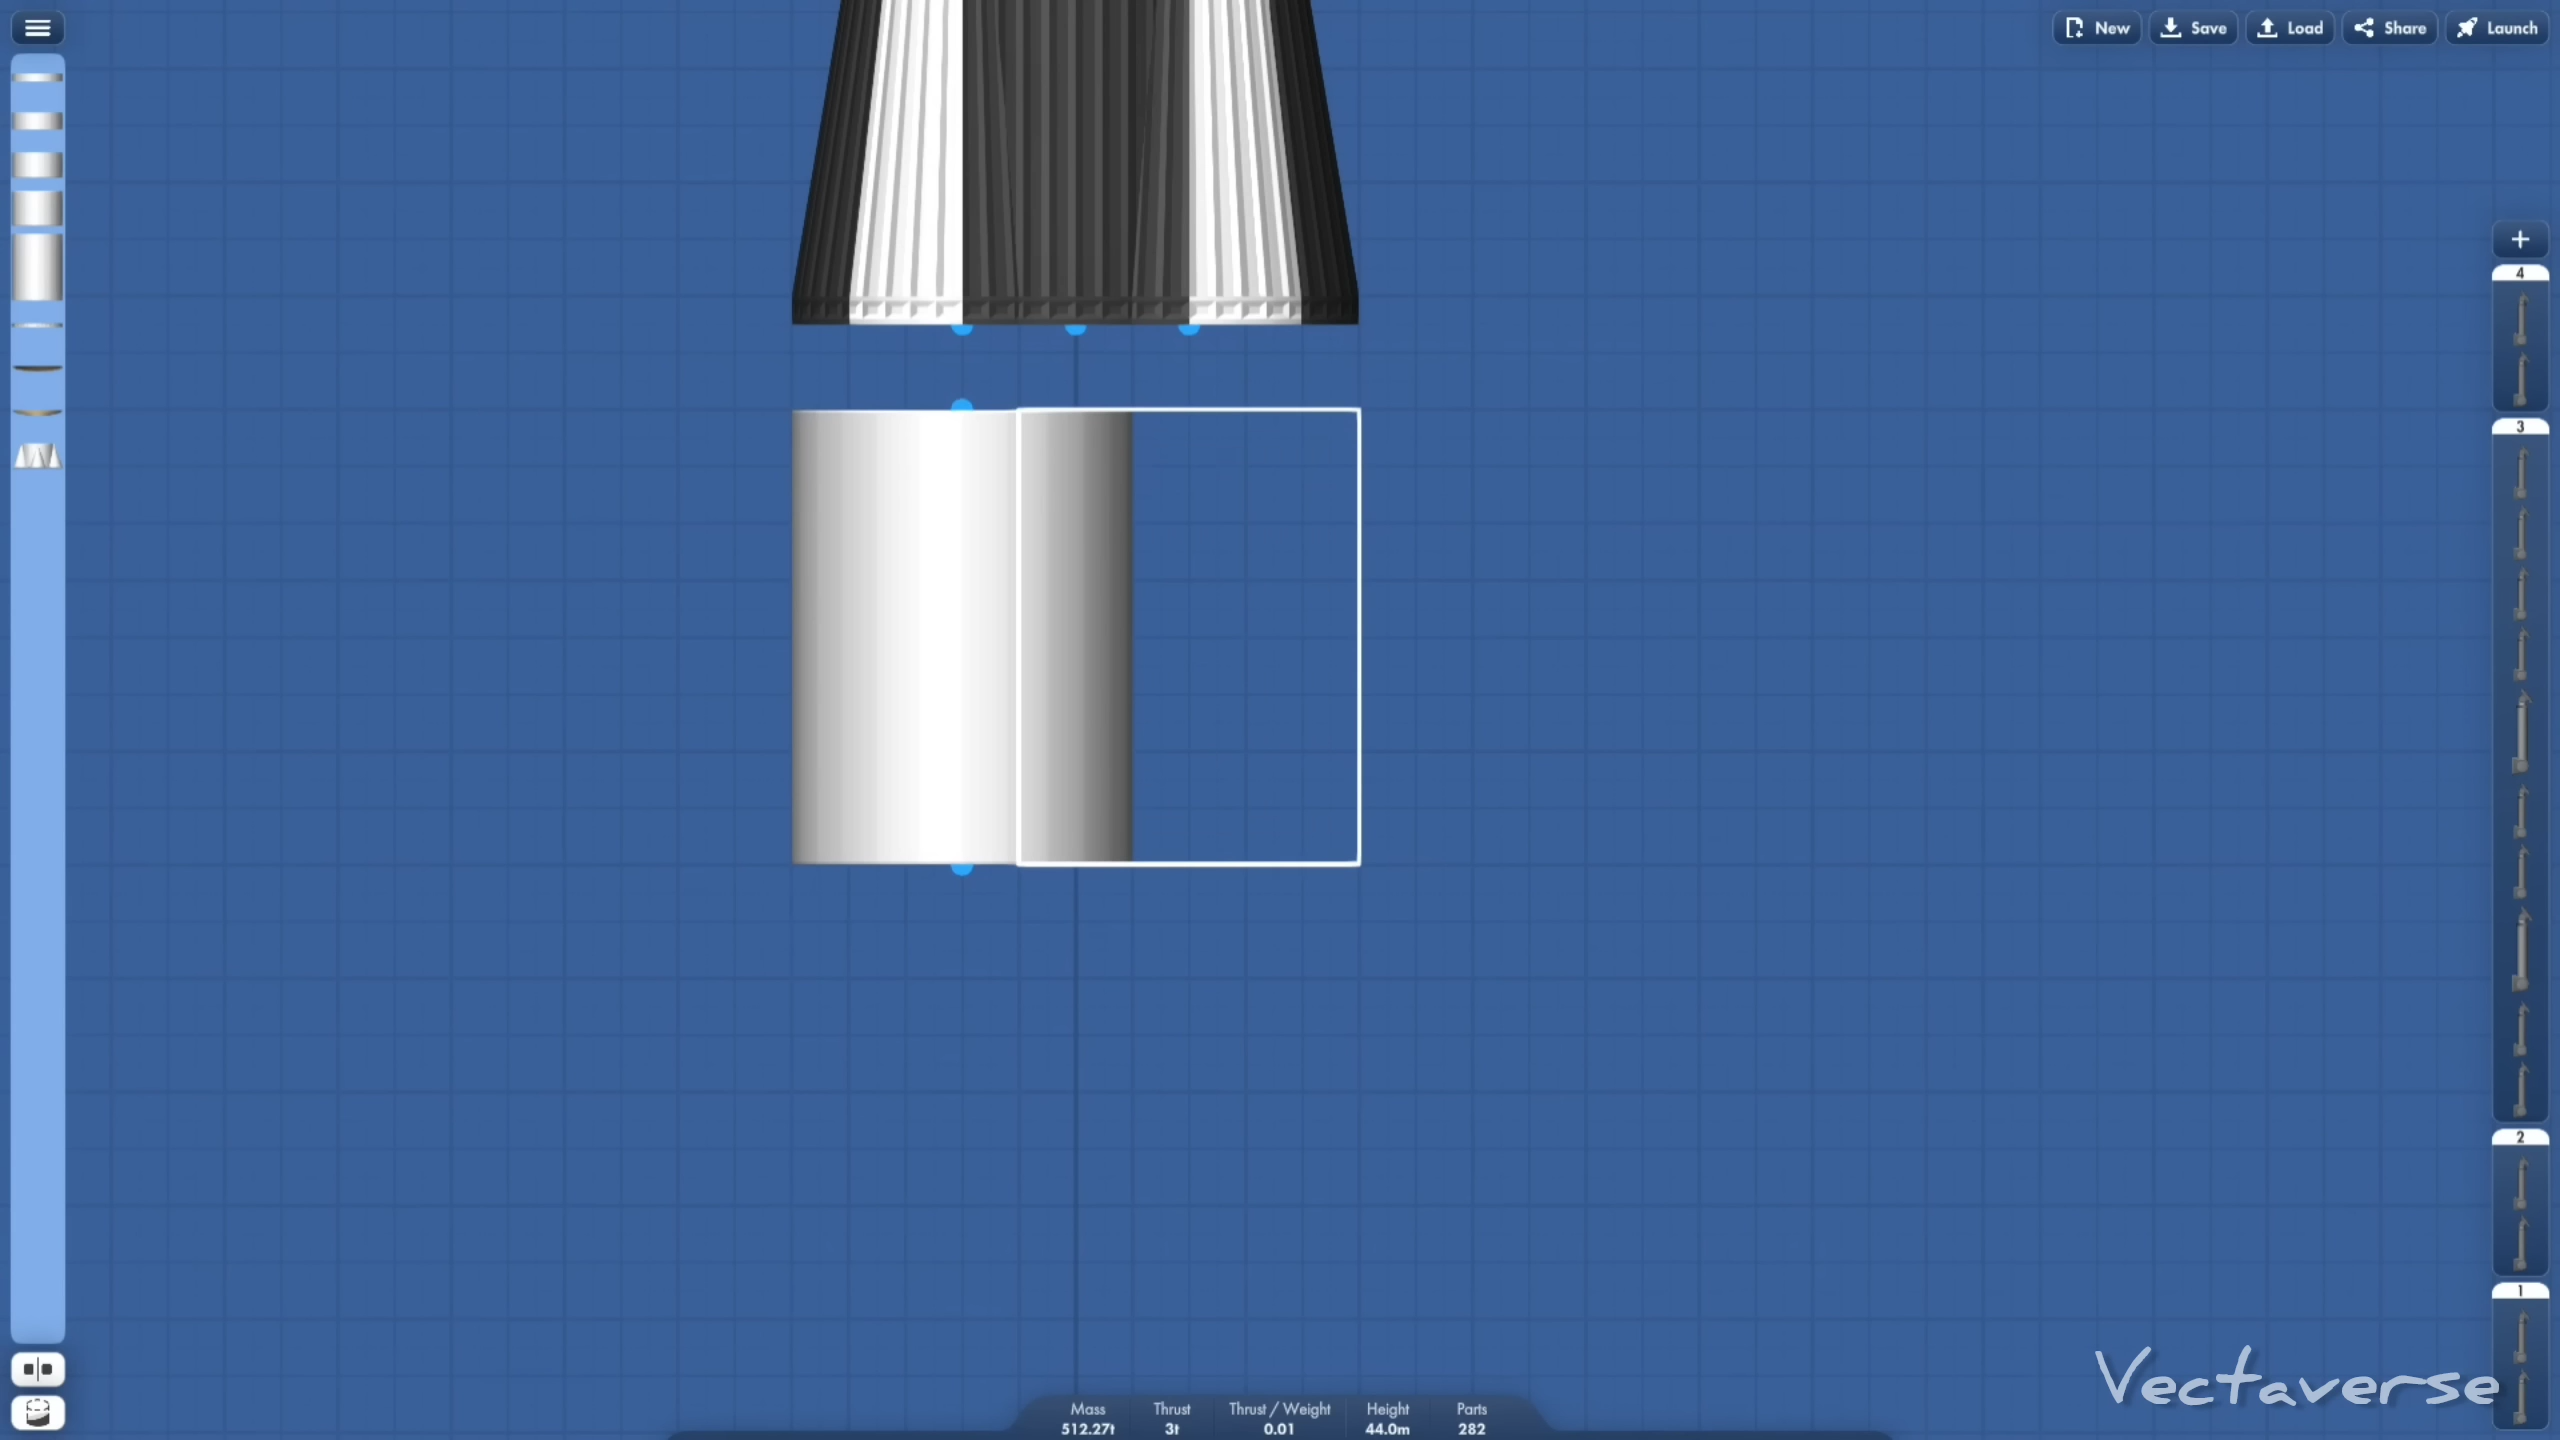 New Save Load Share Launch
4
3
2
1
Vectaverse
Mass Thrust Thrust / Weight Height Parts
512.27t 3t 0.01 44.0m 282